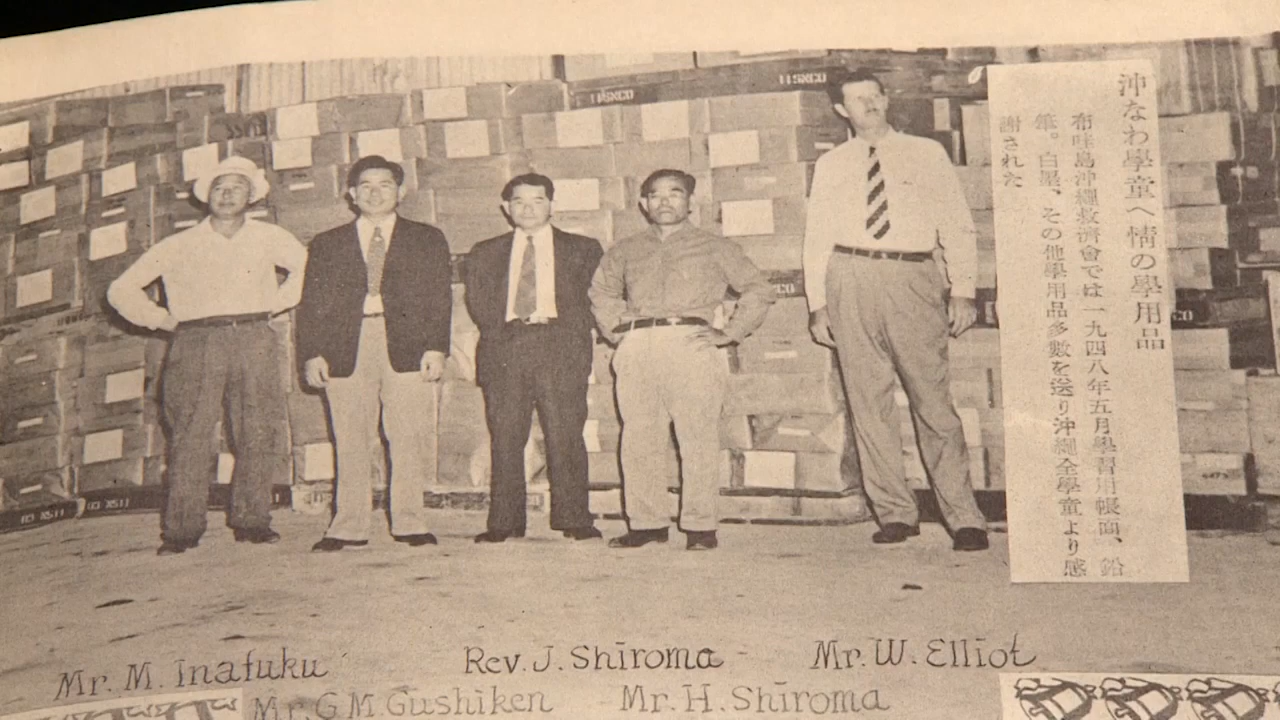 沖なわ學童へ情の學用品
布哇島沖繩救濟會では一九四八年五月學習用帳面、鉛
筆。白墨、その他學用品多數を送り沖繩全學童より感
謝された
Mr. M. Inafuku Rev. J. Shiroma Mr. W. Elliot
Mr. G M. Gushiken Mr. H. Shiroma